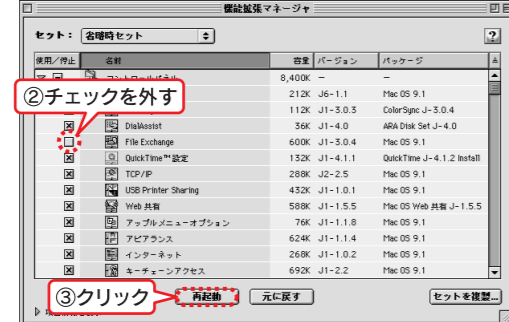 機能拡張マネージャ
セット: 省略時セット
使用/停止 名前 容量 バージョン パッケージ
コントロールパネル 8,400K - -
②チェックを外す
212K J6-1.1 Mac OS 9.1
112K J1-3.0.3 ColorSync J-3.0.4
DialAssist 36K J1-4.0 ARA Disk Set J-4.0
File Exchange 600K J1-3.0.4 Mac OS 9.1
QuickTime™ 設定 132K J1-4.1.1 QuickTime J-4.1.2 Install
TCP/IP 288K J2-2.5 Mac OS 9.1
USB Printer Sharing 432K J1-1.0.1 Mac OS 9.1
Web 共有 588K J1-1.5.5 Mac OS Web 共有 J-1.5.5
アップルメニューオプション 76K J1-1.1.8 Mac OS 9.1
アピアランス 624K J1-1.1.4 Mac OS 9.1
インターネット 268K J1-1.0.2 Mac OS 9.1
キーチェーンアクセス 692K J1-2.2 Mac OS 9.1
③クリック
再起動 元に戻す セットを複製...